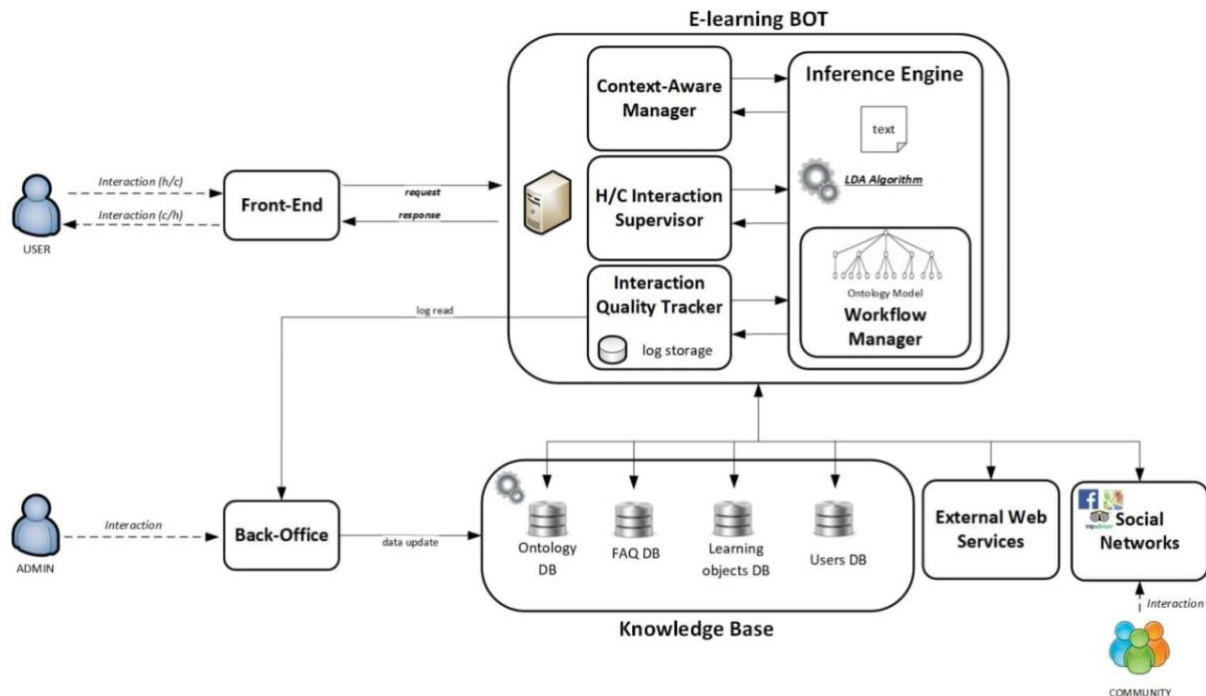 E-learning BOT
Context-Aware
Manager
Inference Engine
text
LDA Algorithm
H/C Interaction
Supervisor
Interaction (h/c)
Interaction (c/h)
USER
Front-End
request
response
Interaction
Quality Tracker
log storage
Ontology Model
Workflow
Manager
log read
ADMIN
Interaction
Back-Office
data update
Ontology
DB
FAQ DB
Learning
objects DB
Users DB
Knowledge Base
External Web
Services
f
tripadvisor
Social
Networks
Interaction
COMMUNITY